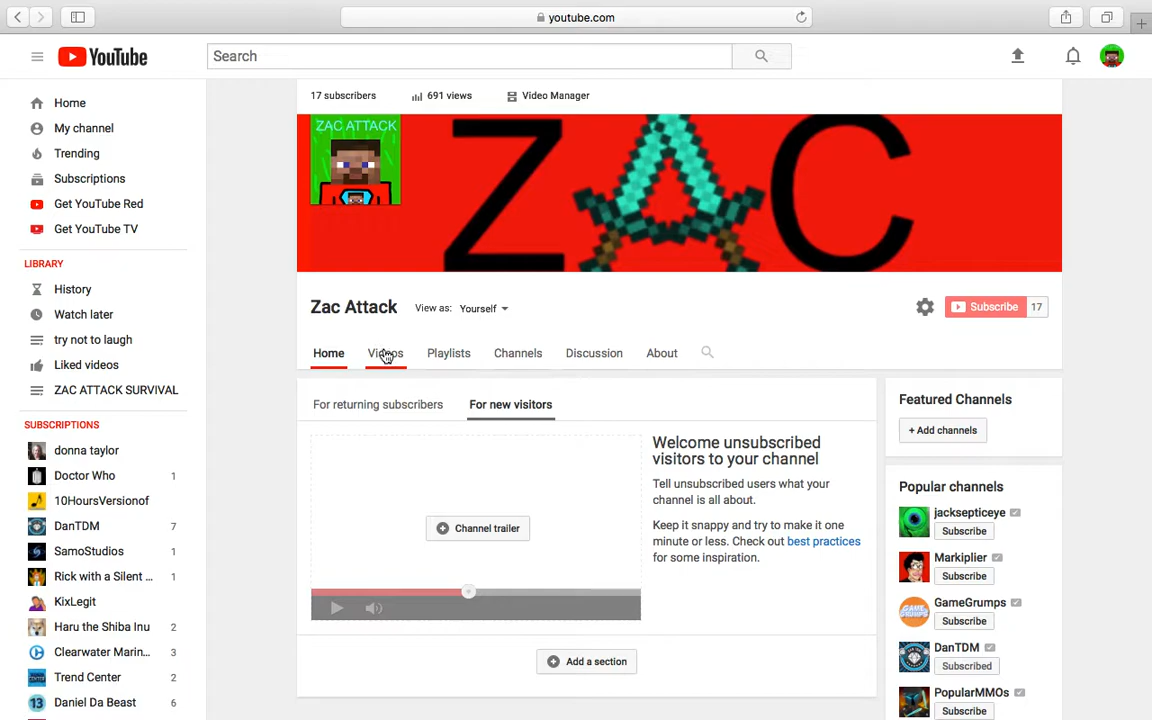 youtube.com
YouTube
Search
17 subscribers
691 views
Video Manager
ZAC ATTACK
Z C
Zac Attack
View as: Yourself
Subscribe 17
Home Videos Playlists Channels Discussion About
For returning subscribers
For new visitors
Welcome unsubscribed
visitors to your channel
Tell unsubscribed users what your
channel is all about.
Keep it snappy and try to make it one
minute or less. Check out best practices
for some inspiration.
+ Channel trailer
+ Add a section
Featured Channels
+ Add channels
Popular channels
jacksepticeye
Subscribe
Markiplier
Subscribe
GAME GRUMPS
GameGrumps
Subscribe
DanTDM
Subscribed
PopularMMOs
Subscribe
Home
My channel
Trending
Subscriptions
Get YouTube Red
Get YouTube TV
LIBRARY
History
Watch later
try not to laugh
Liked videos
ZAC ATTACK SURVIVAL
SUBSCRIPTIONS
donna taylor
Doctor Who 1
10HoursVersionof
DanTDM 7
SamoStudios 1
Rick with a Silent ... 1
KixLegit
Haru the Shiba Inu 2
Clearwater Marin... 3
Trend Center 2
13 Daniel Da Beast 6